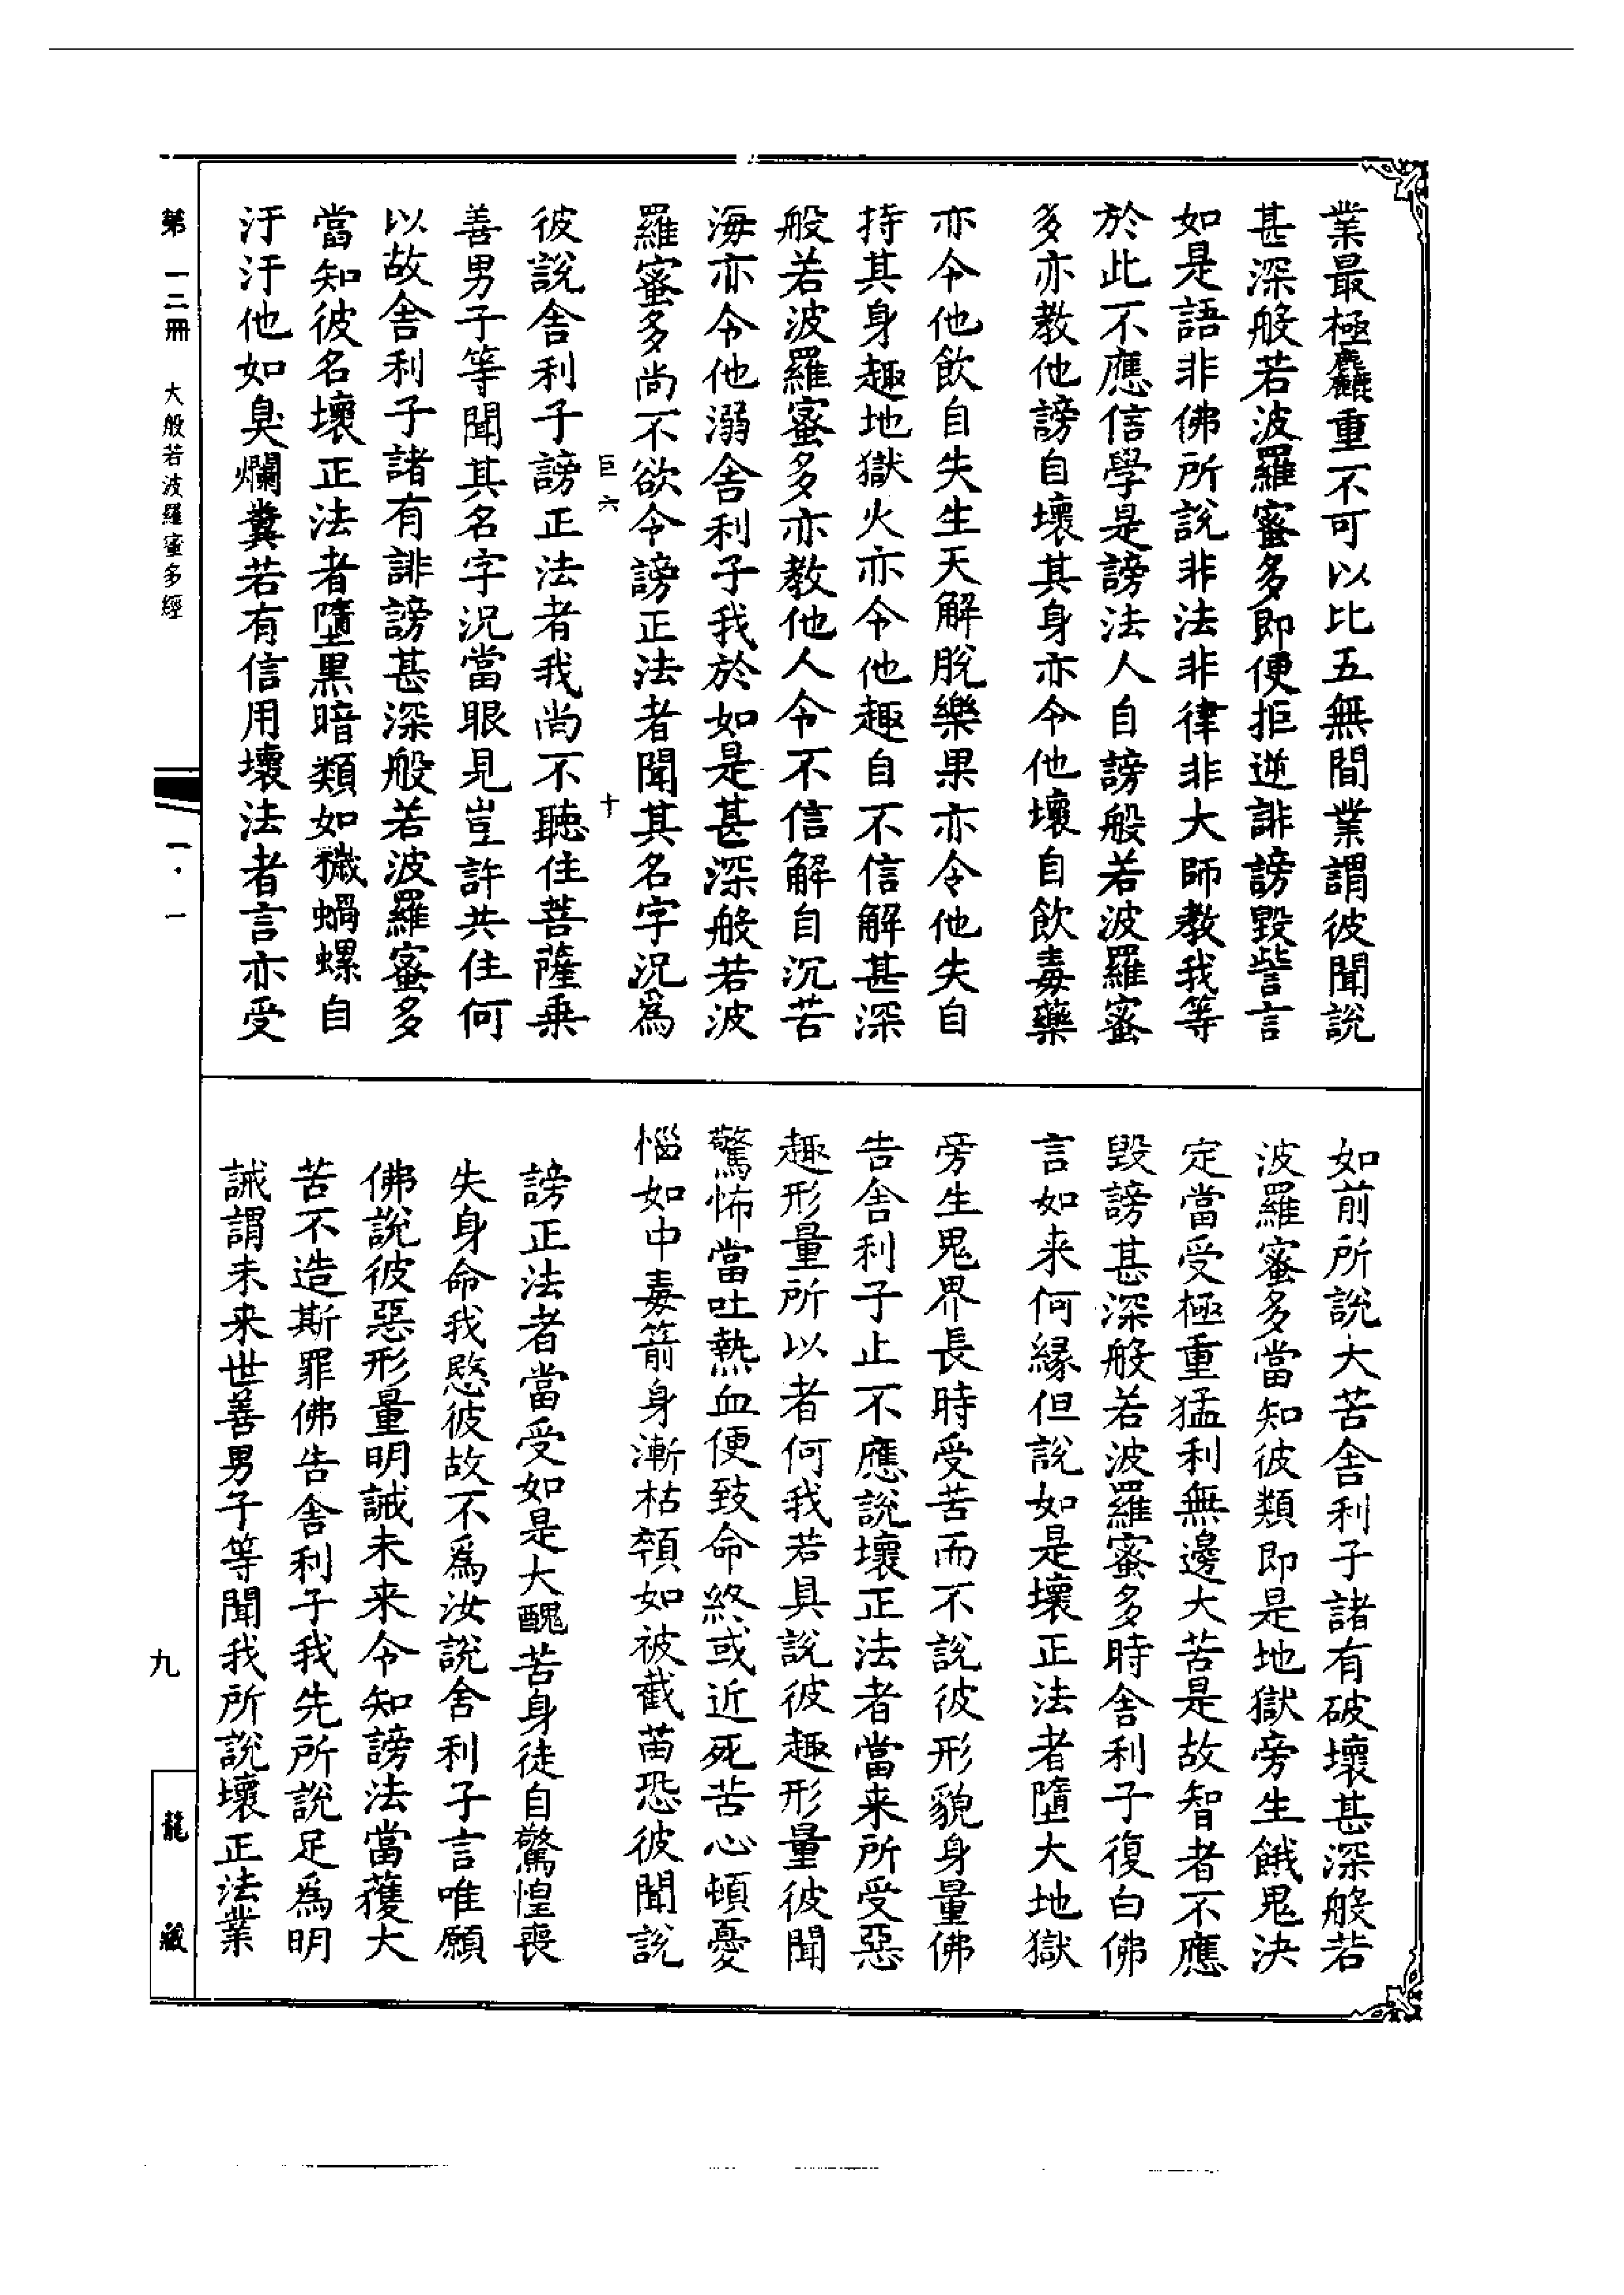 業最極麤重不可以比五無間業謂彼聞說
甚深般若波羅蜜多即便拒逆誹謗毀呰言
如是語非佛所說非法非律非大師教我等
於此不應信學是謗法人自謗般若波羅蜜
多亦教他謗自壞其身亦令他壞自飲毒藥
亦令他飲自失生天解脫樂果亦令他失自
持其身趣地獄火亦令他趣自不信解甚深
般若波羅蜜多亦教他人令不信解自沉苦
海亦令他溺舍利子我於如是甚深般若波
羅蜜多尚不欲令謗正法者聞其名字況爲
巨六 十
彼說舍利子謗正法者我尚不聽住菩薩乗
善男子等聞其名字況當眼見豈許共住何
以故舍利子諸有誹謗甚深般若波羅蜜多
當知彼名壞正法者墮黒暗類如穢蝸螺自
汙汙他如臭爛糞若有信用壞法者言亦受
如前所說大苦舍利子諸有破壞甚深般若
波羅蜜多當知彼類即是地獄旁生餓鬼決
定當受極重猛利無邊大苦是故智者不應
毀謗甚深般若波羅蜜多時舍利子復白佛
言如来何緣但說如是壞正法者墮大地獄
旁生鬼界長時受苦而不說彼形貌身量佛
告舍利子止不應說壞正法者當来所受惡
趣形量所以者何我若具說彼趣形量彼聞
驚怖當吐熱血便致命終或近死苦心頓憂
惱如中毒箭身漸枯顇如被截苗恐彼聞說
謗正法者當受如是大醜苦身徒自驚惶喪
失身命我愍彼故不爲汝說舍利子言唯願
佛說彼惡形量明誡未来令知謗法當獲大
苦不造斯罪佛告舍利子我先所說足爲明
誡謂未来世善男子等聞我所說壞正法業
第一二冊 大般若波羅蜜多經
一·一
九
龍藏